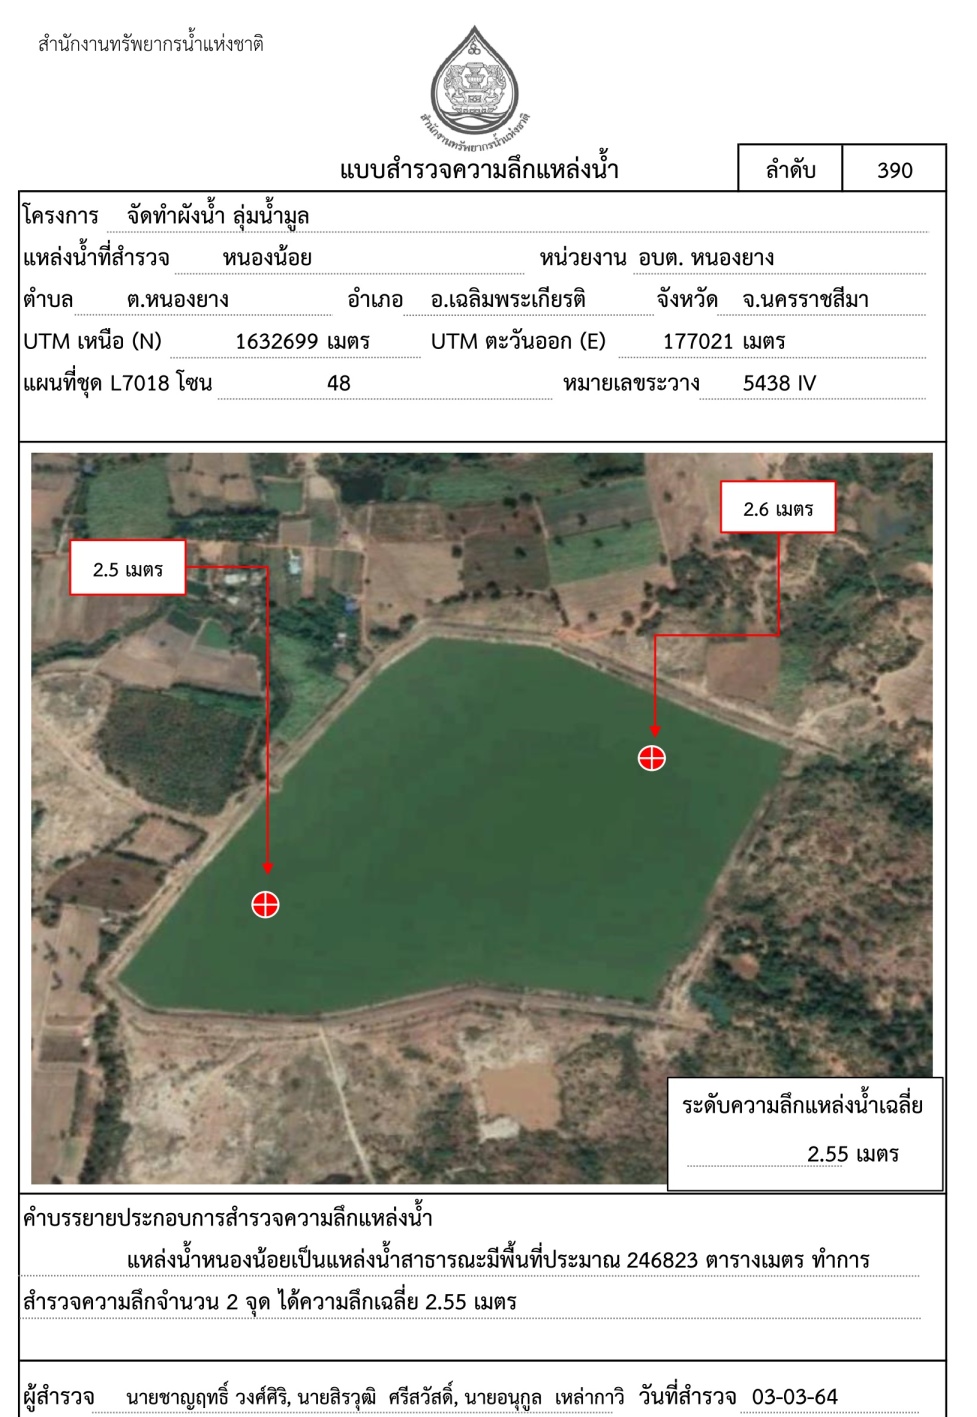 สำนักงานทรัพยากรน้ำแห่งชาติ
สำนักงานทรัพยากรน้ำแห่งชาติ
แบบสำรวจความลึกแหล่งน้ำ ลำดับ 390
โครงการ จัดทำผังน้ำ ลุ่มน้ำมูล
แหล่งน้ำที่สำรวจ หนองน้อย หน่วยงาน อบต. หนองยาง
ตำบล ต.หนองยาง อำเภอ อ.เฉลิมพระเกียรติ จังหวัด จ.นครราชสีมา
UTM เหนือ (N) 1632699 เมตร UTM ตะวันออก (E) 177021 เมตร
แผนที่ชุด L7018 โซน 48 หมายเลขระวาง 5438 IV
2.6 เมตร
2.5 เมตร
ระดับความลึกแหล่งน้ำเฉลี่ย
2.55 เมตร
คำบรรยายประกอบการสำรวจความลึกแหล่งน้ำ
แหล่งน้ำหนองน้อยเป็นแหล่งน้ำสาธารณะมีพื้นที่ประมาณ 246823 ตารางเมตร ทำการ
สำรวจความลึกจำนวน 2 จุด ได้ความลึกเฉลี่ย 2.55 เมตร
ผู้สำรวจ นายชาญฤทธิ์ วงศ์ศิริ, นายสิรวุฒิ ศรีสวัสดิ์, นายอนุกูล เหล่ากาวิ วันที่สำรวจ 03-03-64